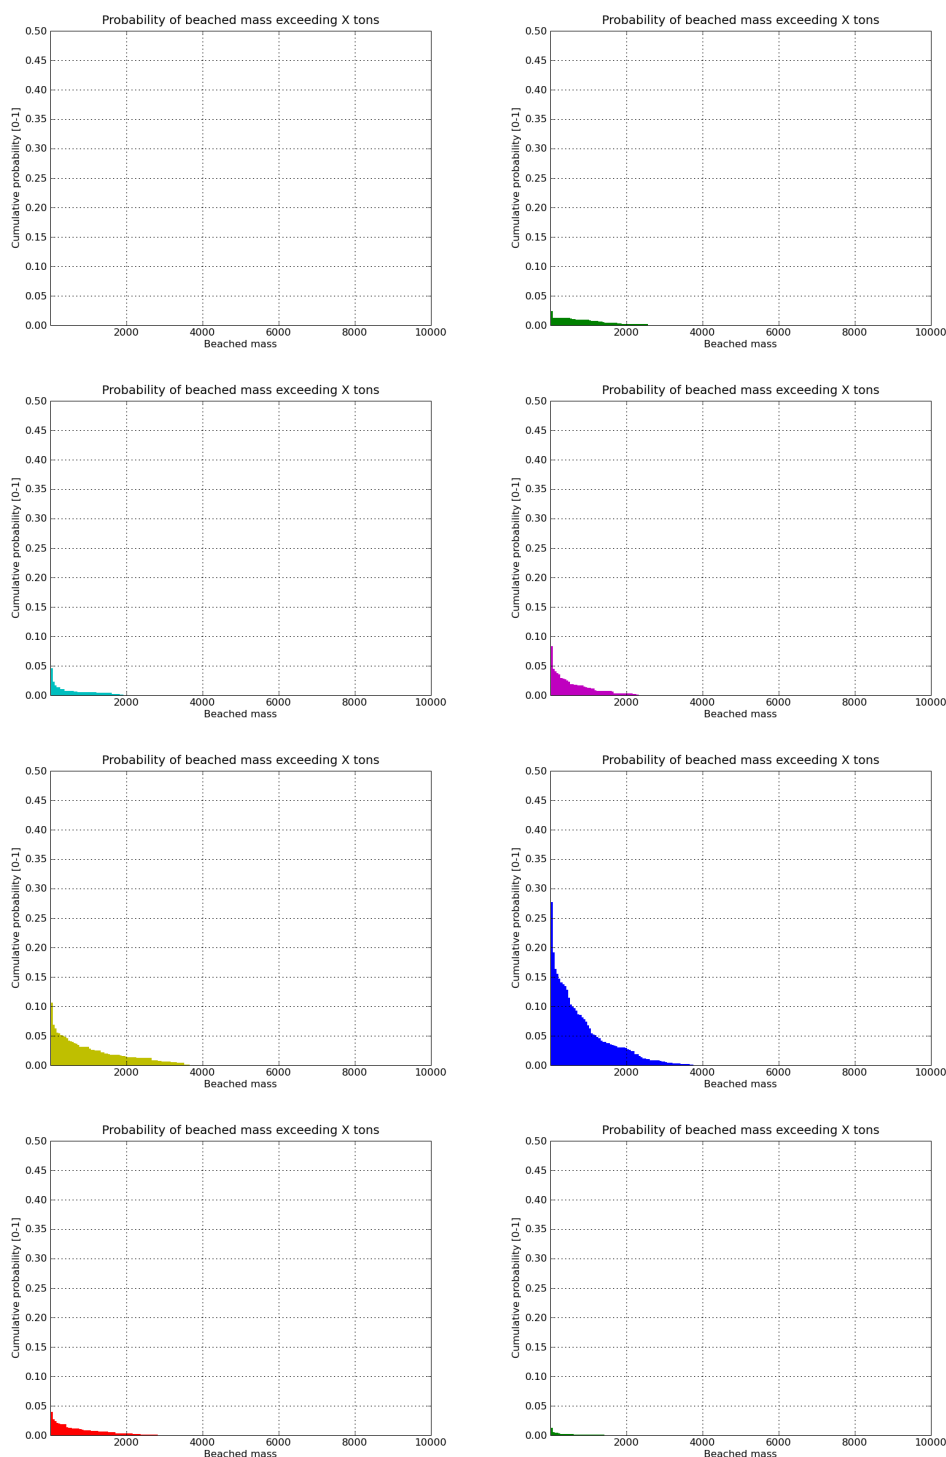 Probability of beached mass exceeding X tons
Cumulative probability [0-1]
0.50
0.45
0.40
0.35
0.30
0.25
0.20
0.15
0.10
0.05
0.00
2000 4000 6000 8000 10000
Beached mass
Probability of beached mass exceeding X tons
Cumulative probability [0-1]
0.50
0.45
0.40
0.35
0.30
0.25
0.20
0.15
0.10
0.05
0.00
2000 4000 6000 8000 10000
Beached mass
Probability of beached mass exceeding X tons
Cumulative probability [0-1]
0.50
0.45
0.40
0.35
0.30
0.25
0.20
0.15
0.10
0.05
0.00
2000 4000 6000 8000 10000
Beached mass
Probability of beached mass exceeding X tons
Cumulative probability [0-1]
0.50
0.45
0.40
0.35
0.30
0.25
0.20
0.15
0.10
0.05
0.00
2000 4000 6000 8000 10000
Beached mass
Probability of beached mass exceeding X tons
Cumulative probability [0-1]
0.50
0.45
0.40
0.35
0.30
0.25
0.20
0.15
0.10
0.05
0.00
2000 4000 6000 8000 10000
Beached mass
Probability of beached mass exceeding X tons
Cumulative probability [0-1]
0.50
0.45
0.40
0.35
0.30
0.25
0.20
0.15
0.10
0.05
0.00
2000 4000 6000 8000 10000
Beached mass
Probability of beached mass exceeding X tons
Cumulative probability [0-1]
0.50
0.45
0.40
0.35
0.30
0.25
0.20
0.15
0.10
0.05
0.00
2000 4000 6000 8000 10000
Beached mass
Probability of beached mass exceeding X tons
Cumulative probability [0-1]
0.50
0.45
0.40
0.35
0.30
0.25
0.20
0.15
0.10
0.05
0.00
2000 4000 6000 8000 10000
Beached mass